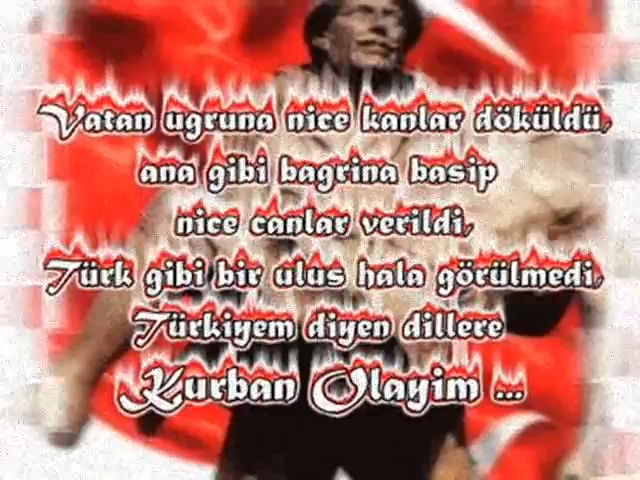 Vatan ugruna nice kanlar döküldü,
ana gibi bagrina basip
nice canlar verildi,
Türk gibi bir ulus hala görülmedi,
Türkiyem diyen dillere
Kurban Olayim ...